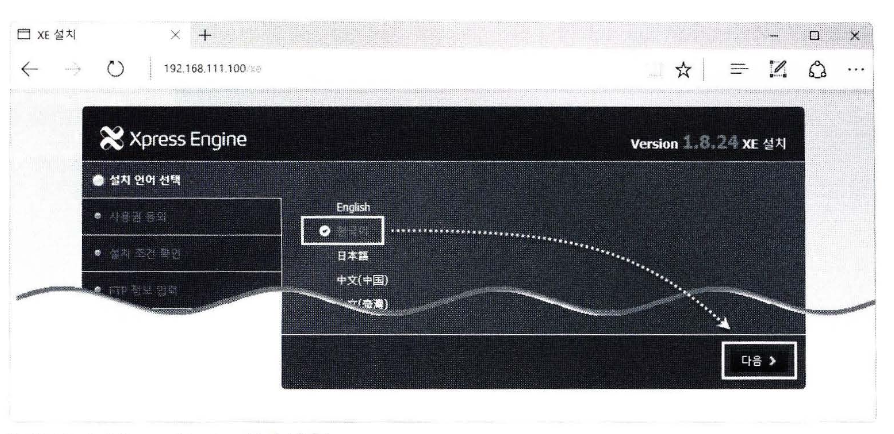 XE 설치
192.168.111.100/xe
Xpress Engine
Version 1.8.24 XE 설치
설치 언어 선택
사용권 동의
설치 조건 확인
FTP 정보 입력
English
한국어
日本語
中文(中国)
文(臺灣)
다음